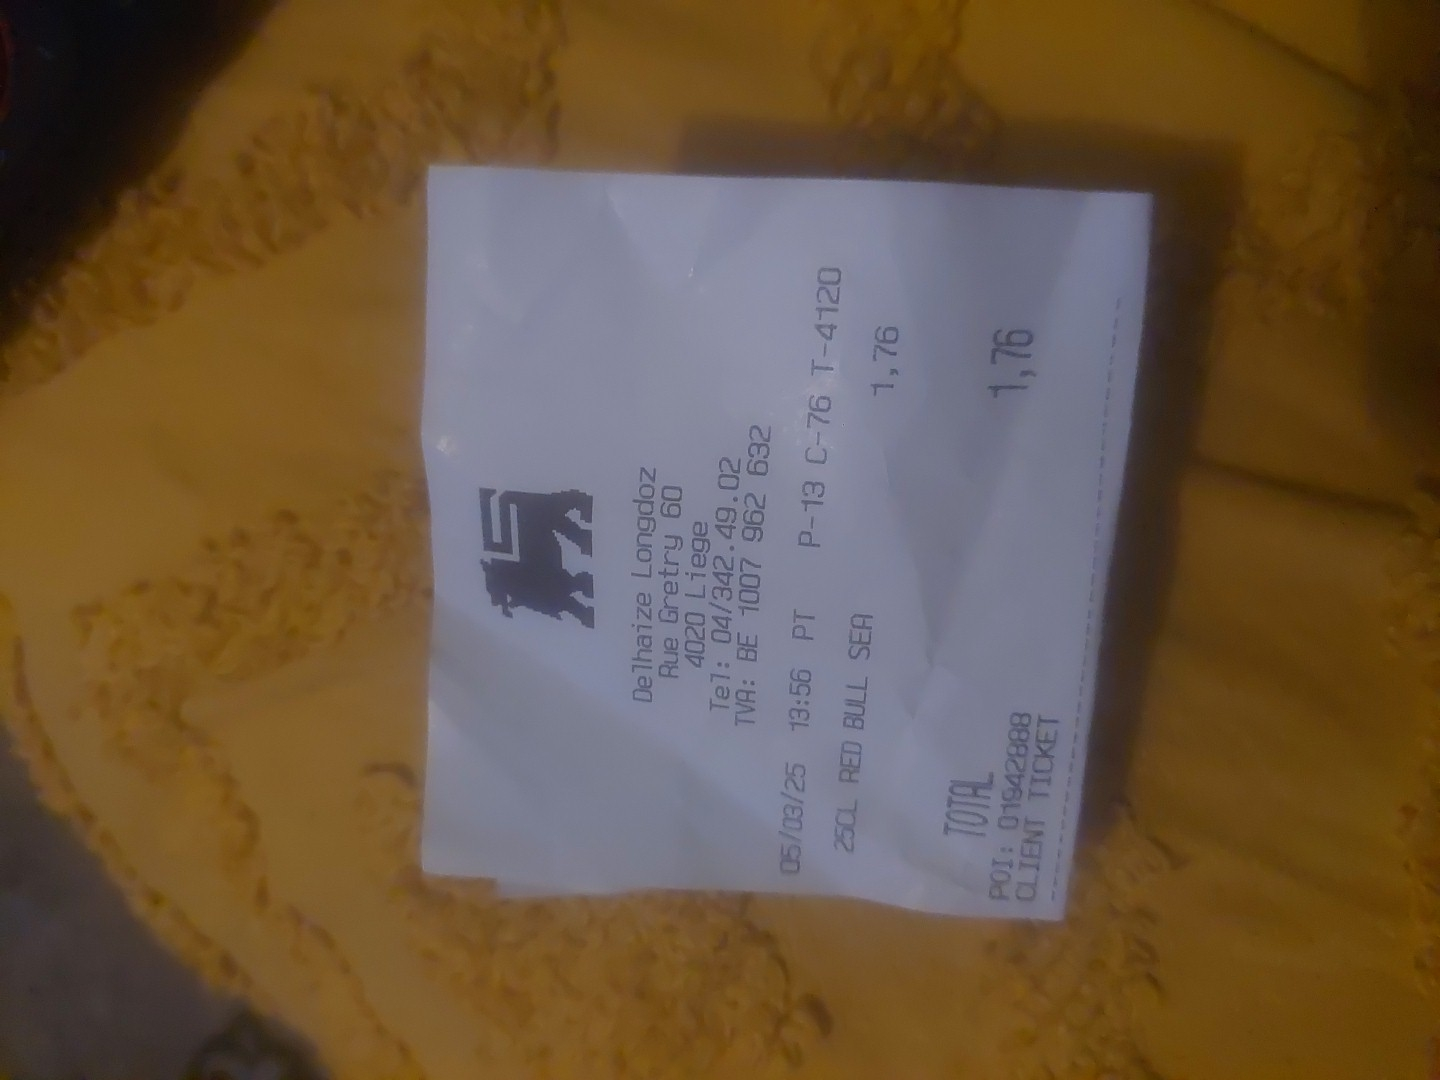 Delhaize Longdoz
Rue Gretry 60
4020 Liege
Tel: 04/342.49.02
TVA: BE 1007 962 632
05/03/25 13:56 PT P-13 C-76 T-4120
25CL RED BULL SEA 1,76
TOTAL 1,76
POI: 01942888
CLIENT TICKET